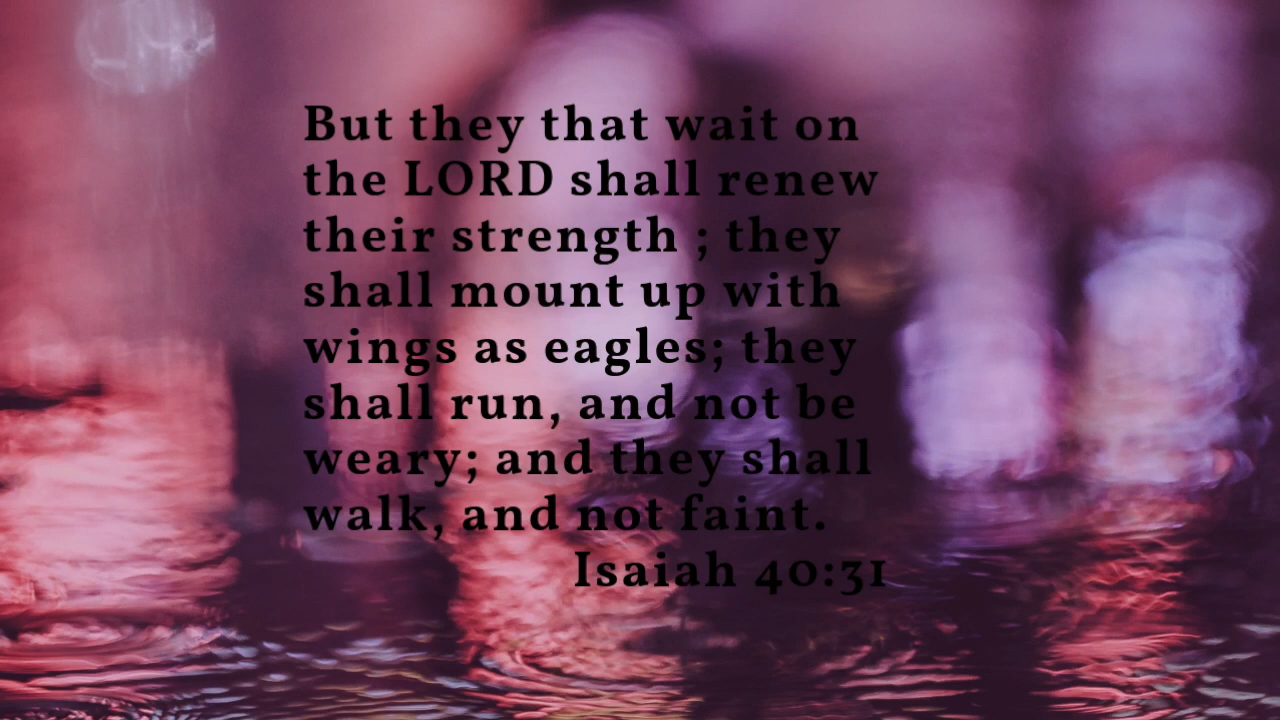 But they that wait on
the LORD shall renew
their strength ; they
shall mount up with
wings as eagles; they
shall run, and not be
weary; and they shall
walk, and not faint.
Isaiah 40:31